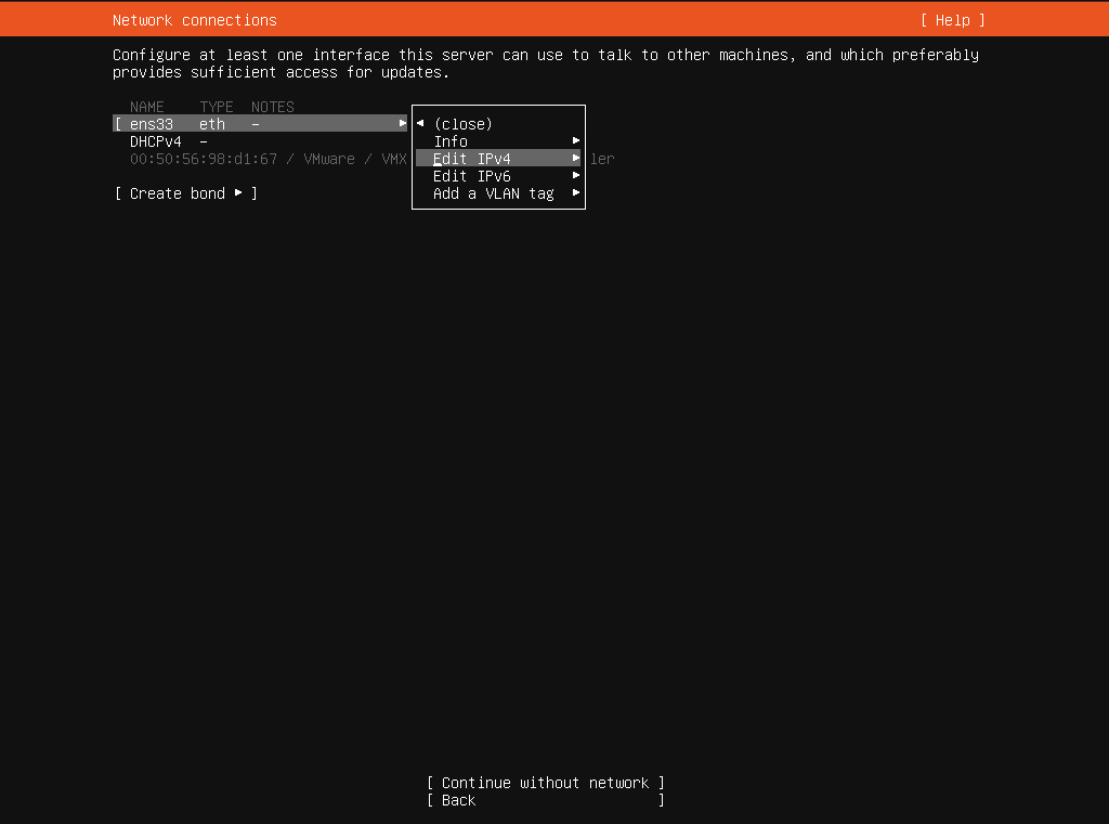 Network connections [ Help ]
Configure at least one interface this server can use to talk to other machines, and which preferably
provides sufficient access for updates.
NAME TYPE NOTES
[ ens33 eth - ▸
DHCPv4 -
00:50:56:98:d1:67 / VMware / VMX ler
[ Create bond ▸ ]
◂ (close)
Info ▸
Edit IPv4 ▸
Edit IPv6 ▸
Add a VLAN tag ▸
[ Continue without network ]
[ Back ]